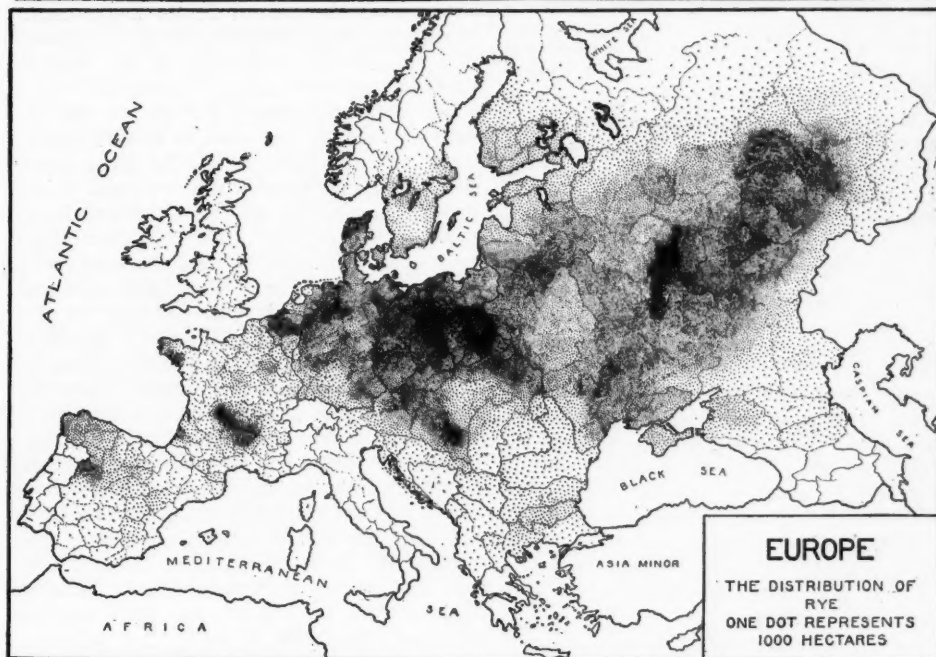 WHITE SEA
ATLANTIC OCEAN
BALTIC SEA
CASPIAN SEA
BLACK SEA
MEDITERRANEAN SEA
ASIA MINOR
AFRICA
EUROPE
THE DISTRIBUTION OF
RYE
ONE DOT REPRESENTS
1000 HECTARES